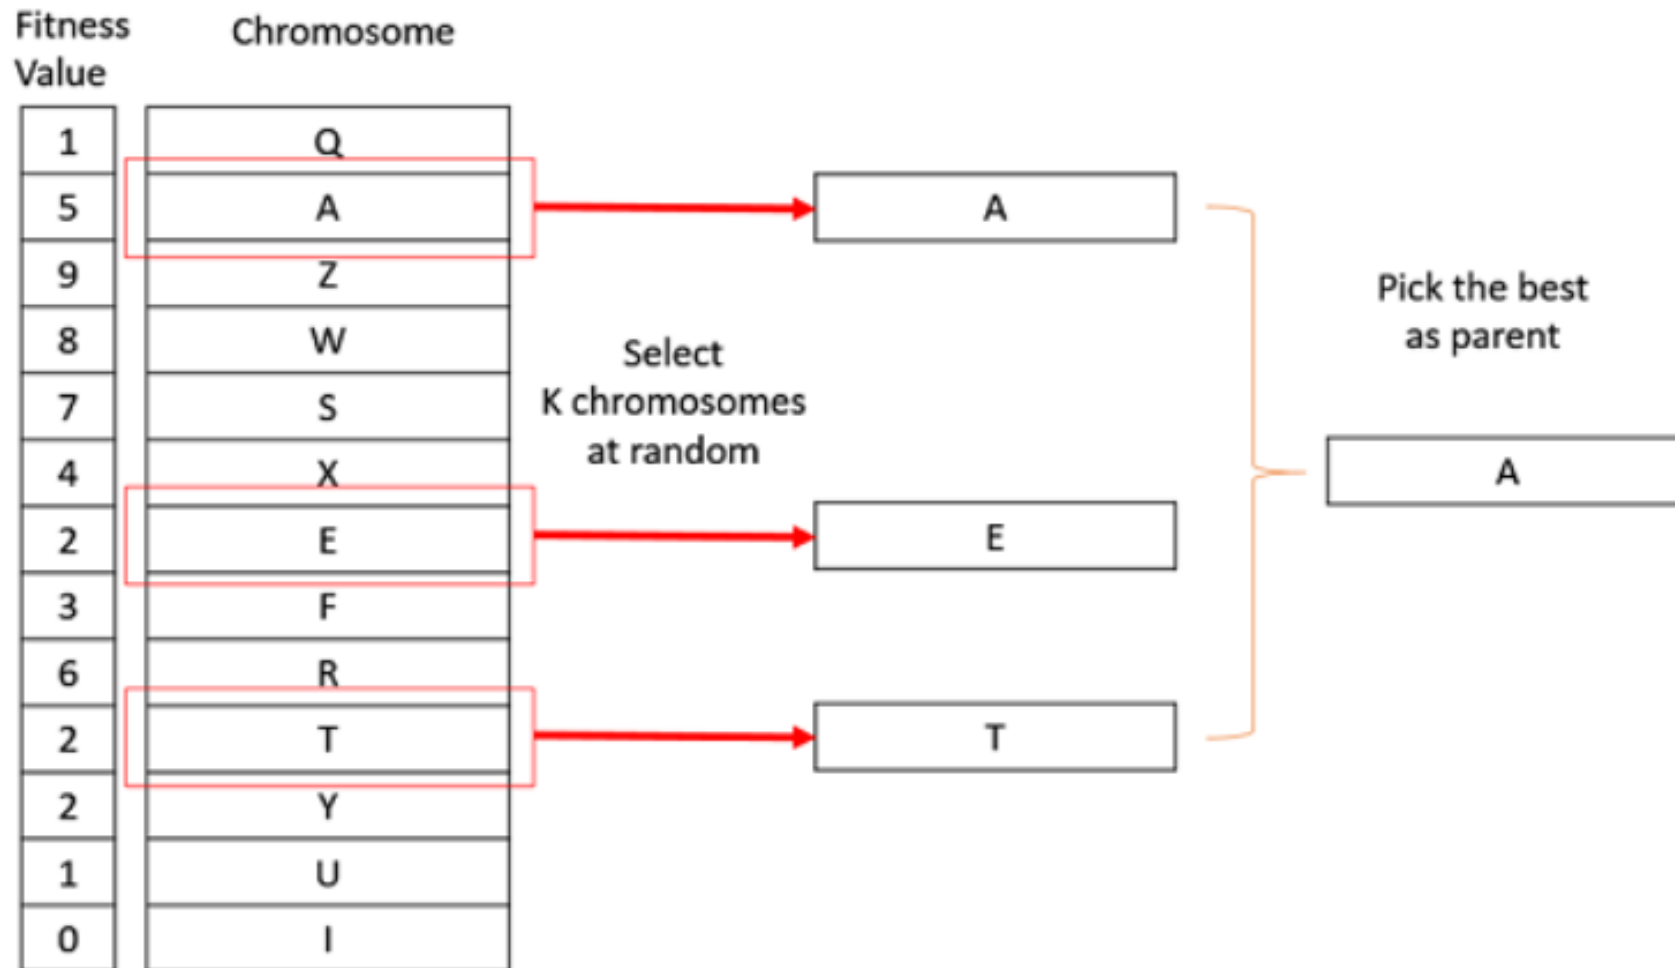 Fitness
Value
Chromosome
1 Q
5 A
A
9 Z
8 W
7 S
4 X
2 E
3 F
6 R
2 T
2 Y
1 U
0 I
Select
K chromosomes
at random
E
T
Pick the best
as parent
A